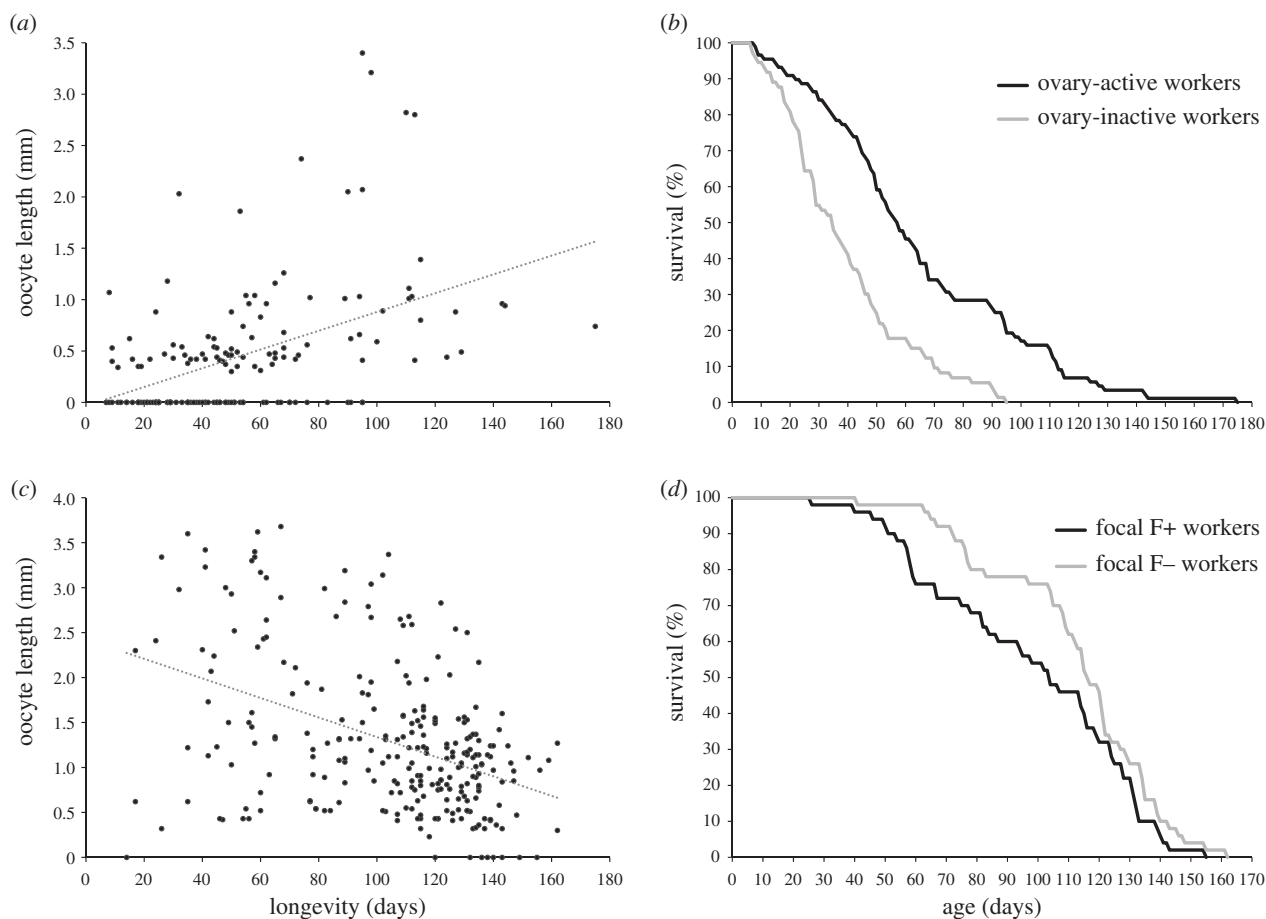 (a)
3.5
3.0
2.5
2.0
1.5
1.0
0.5
0
oocyte length (mm)
0 20 40 60 80 100 120 140 160 180
(b)
100
90
80
70
60
50
40
30
20
10
0
survival (%)
ovary-active workers
ovary-inactive workers
0 10 20 30 40 50 60 70 80 90 100 110 120 130 140 150 160 170 180
(c)
4.0
3.5
3.0
2.5
2.0
1.5
1.0
0.5
0
oocyte length (mm)
0 20 40 60 80 100 120 140 160 180
longevity (days)
(d)
100
90
80
70
60
50
40
30
20
10
0
survival (%)
focal F+ workers
focal F– workers
0 10 20 30 40 50 60 70 80 90 100 110 120 130 140 150 160 170
age (days)